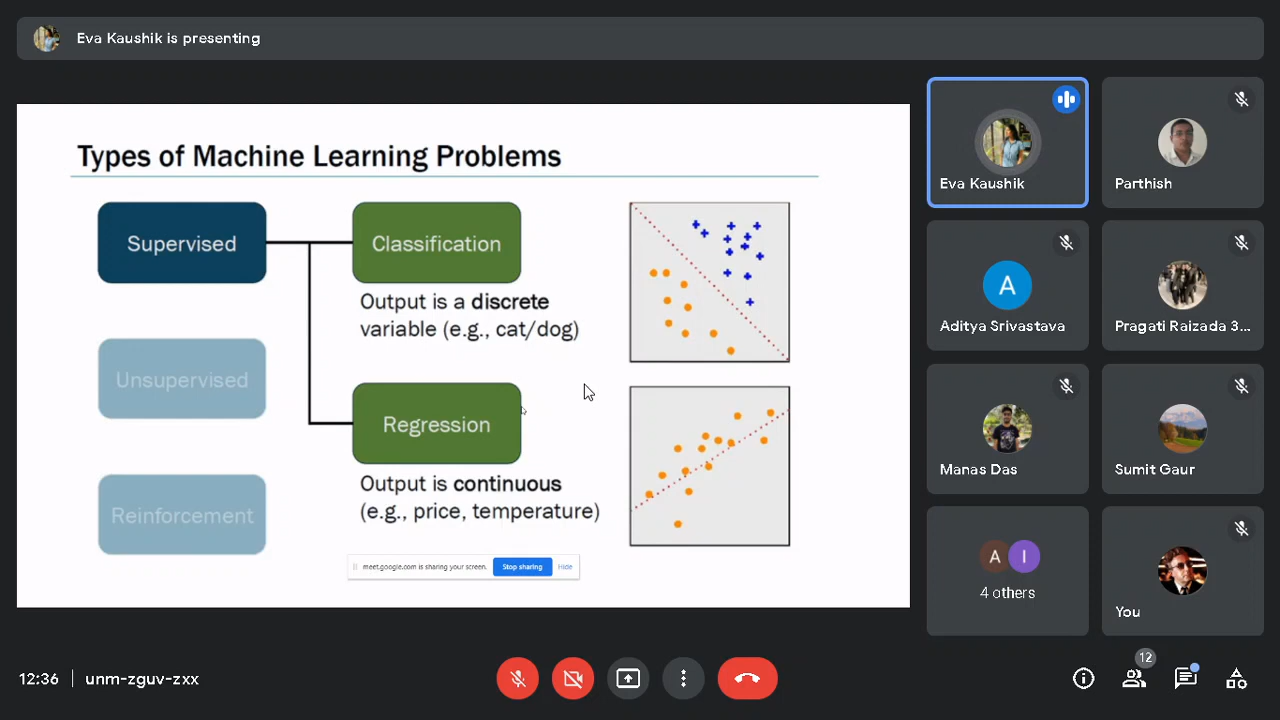 Eva Kaushik is presenting
Types of Machine Learning Problems
Supervised
Classification
Output is a discrete
variable (e.g., cat/dog)
Unsupervised
Regression
Output is continuous
(e.g., price, temperature)
Reinforcement
meet.google.com is sharing your screen.
Stop sharing
Hide
Eva Kaushik
Parthish
A
Aditya Srivastava
Pragati Raizada 3...
Manas Das
Sumit Gaur
A I
4 others
You
12:36 | unm-zguv-zxx
12